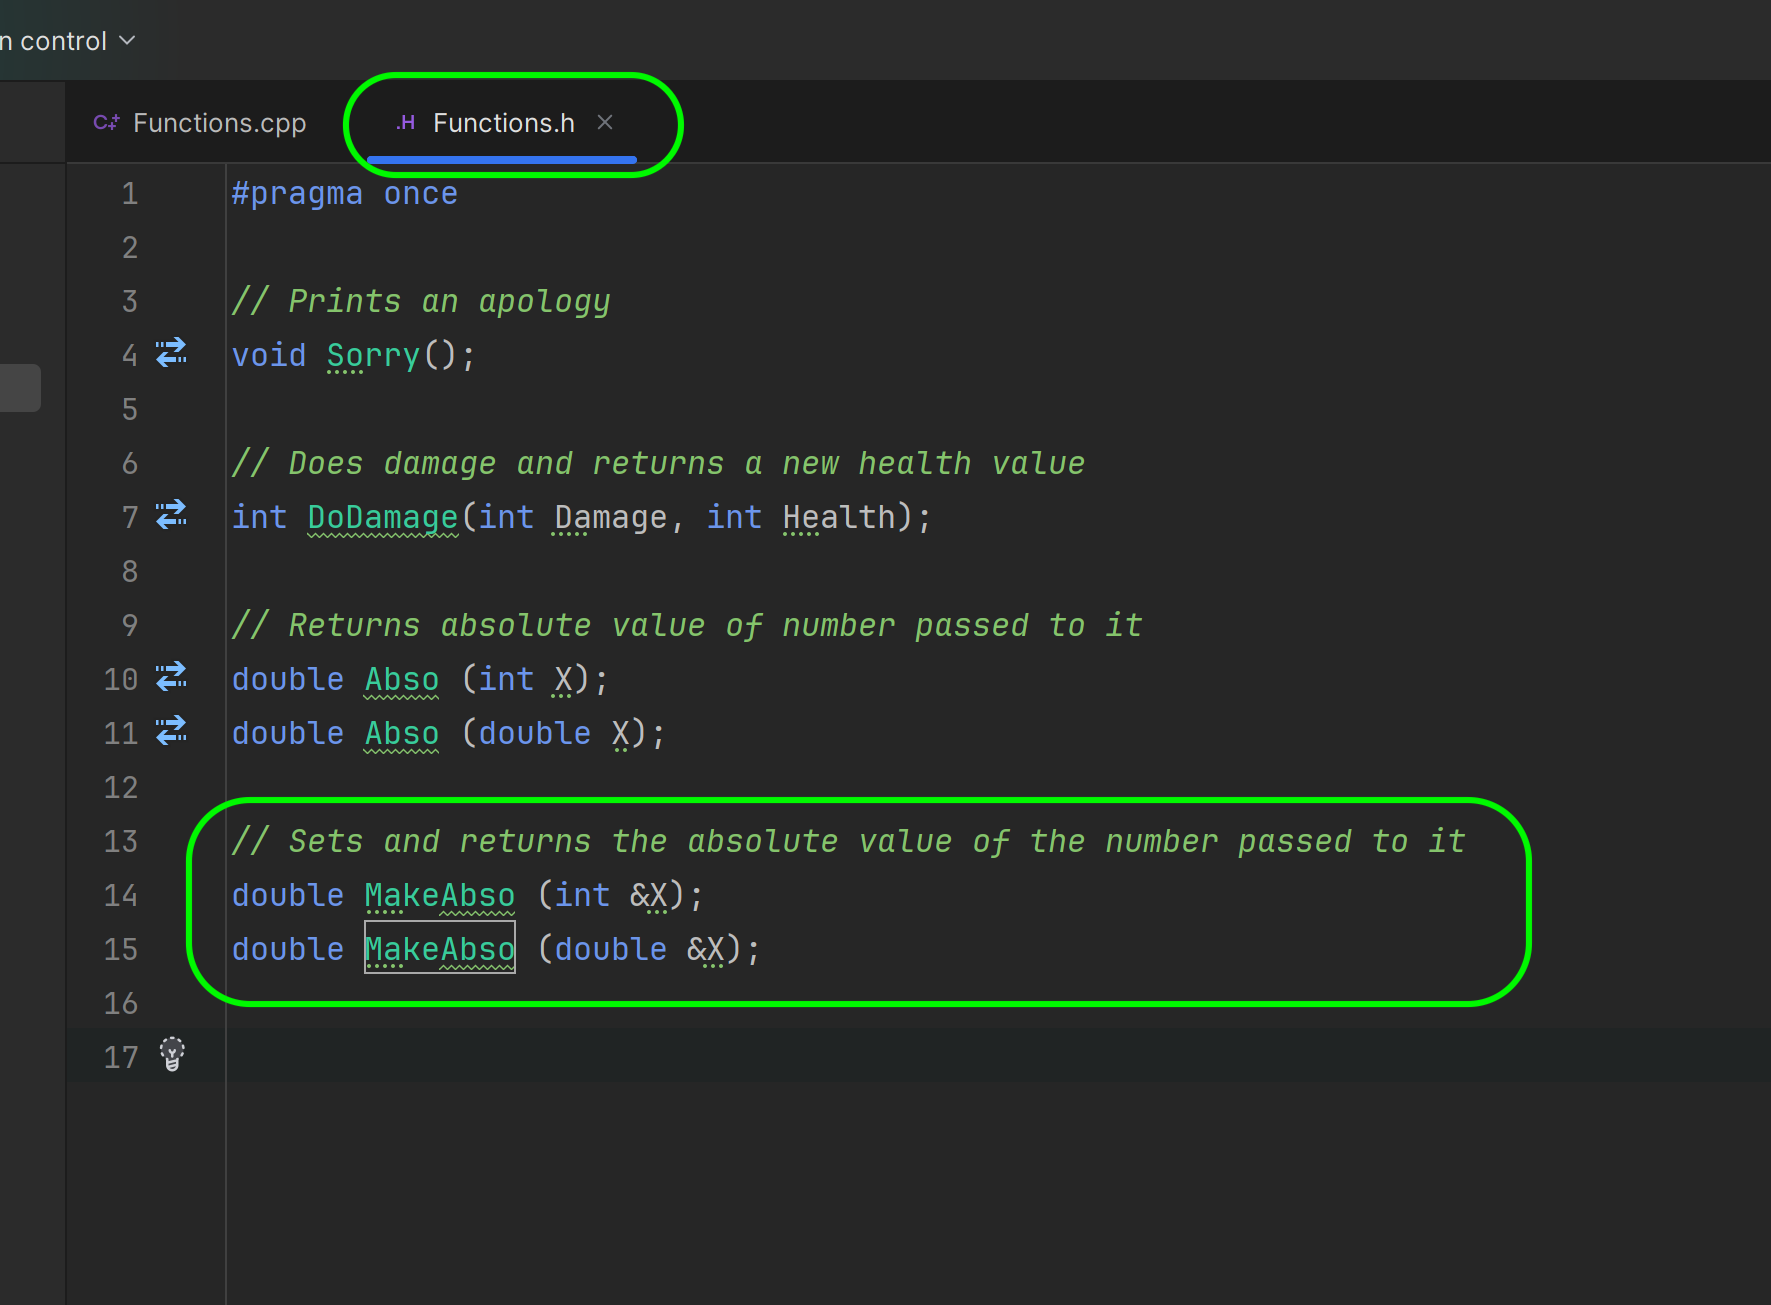 n control
C++ Functions.cpp .H Functions.h
1 #pragma once
2
3 // Prints an apology
4 void Sorry();
5
6 // Does damage and returns a new health value
7 int DoDamage(int Damage, int Health);
8
9 // Returns absolute value of number passed to it
10 double Abso (int X);
11 double Abso (double X);
12
13 // Sets and returns the absolute value of the number passed to it
14 double MakeAbso (int &X);
15 double MakeAbso (double &X);
16
17